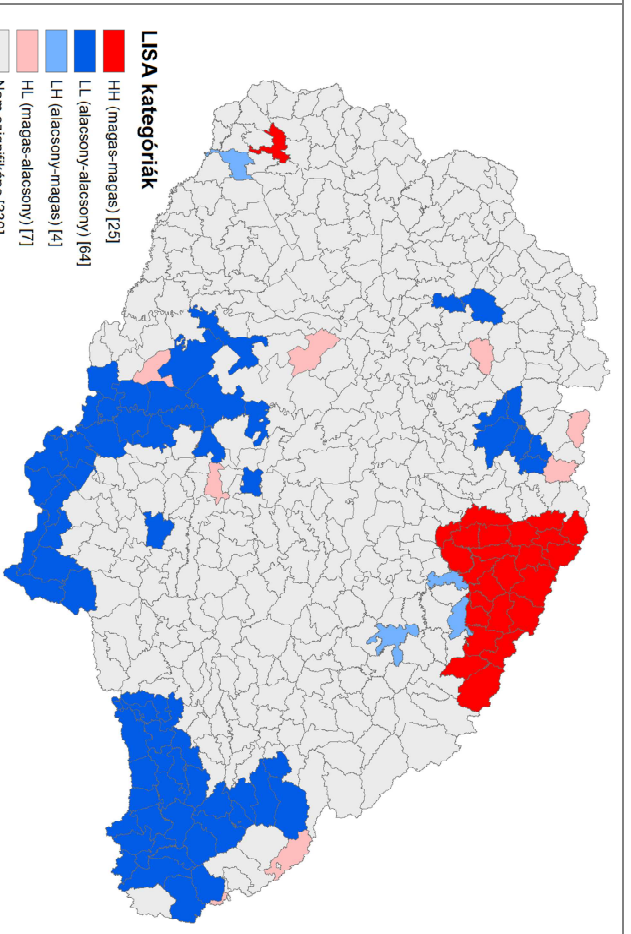 LISA kategóriák
HH (magas-magas) [25]
LL (alacsony-alacsony) [64]
LH (alacsony-magas) [4]
HL (magas-alacsony) [7]